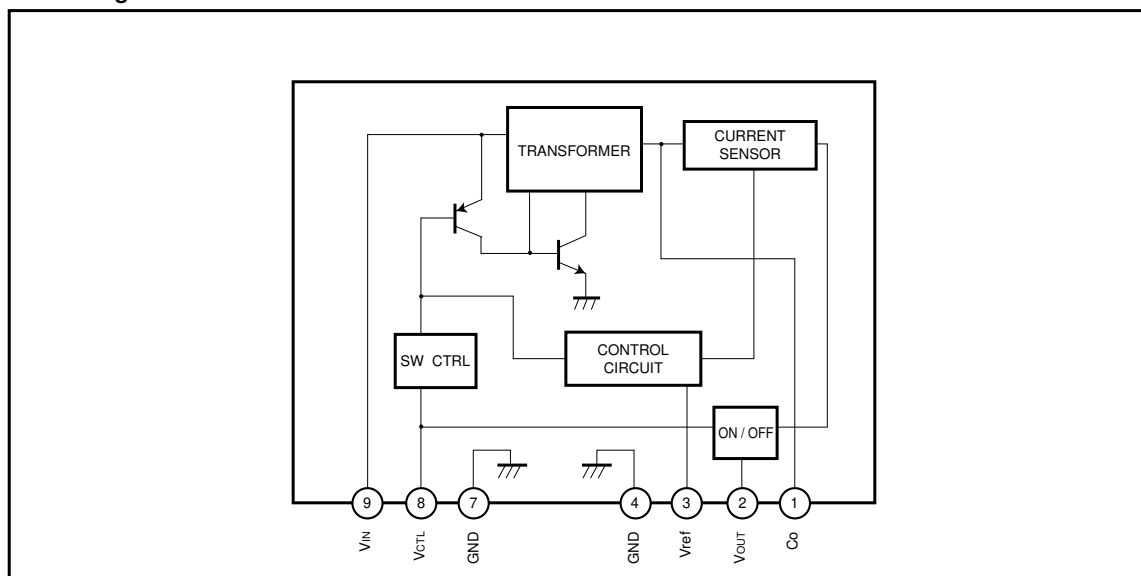 TRANSFORMER
CURRENT
SENSOR
SW CTRL
CONTROL
CIRCUIT
ON / OFF
9
8
7
4
3
2
1
VIN
VCTL
GND
GND
Vref
VOUT
Co